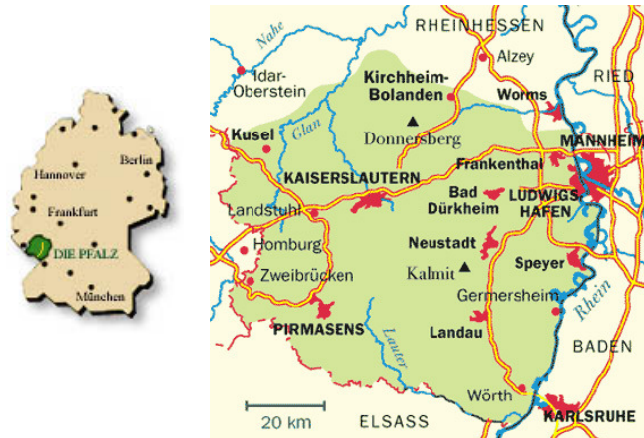 Hannover
Berlin
Frankfurt
DIE PFALZ
München
RHEINHESSEN
Nahe
Alzey
Idar-
Oberstein
Kirchheim-
Bolanden
Worms
RIED
Glan
Donnersberg
Kusel
MANNHEIM
Frankenthal
KAISERSLAUTERN
Bad
Dürkheim
LUDWIGS-
HAFEN
Landstuhl
Neustadt
Homburg
Speyer
Kalmit
Zweibrücken
Germersheim
Rhein
PIRMASENS
Lauter
Landau
BADEN
Wörth
20 km
ELSASS
KARLSRUHE